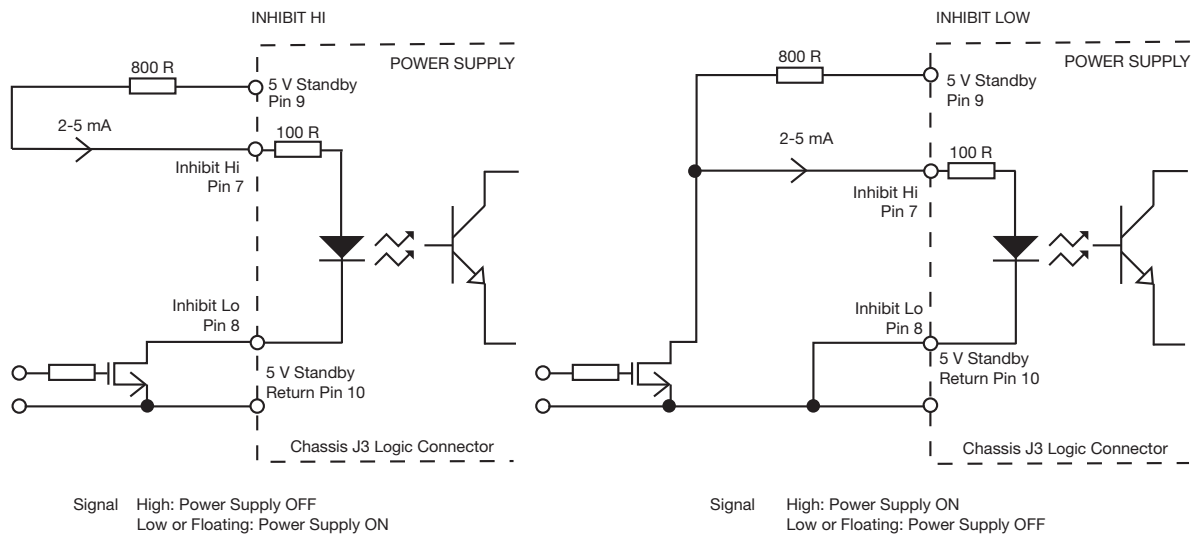 INHIBIT HI
POWER SUPPLY
800 R
5 V Standby
Pin 9
2-5 mA
100 R
Inhibit Hi
Pin 7
Inhibit Lo
Pin 8
5 V Standby
Return Pin 10
Chassis J3 Logic Connector
Signal High: Power Supply OFF
Low or Floating: Power Supply ON
INHIBIT LOW
POWER SUPPLY
800 R
5 V Standby
Pin 9
2-5 mA
100 R
Inhibit Hi
Pin 7
Inhibit Lo
Pin 8
5 V Standby
Return Pin 10
Chassis J3 Logic Connector
Signal High: Power Supply ON
Low or Floating: Power Supply OFF